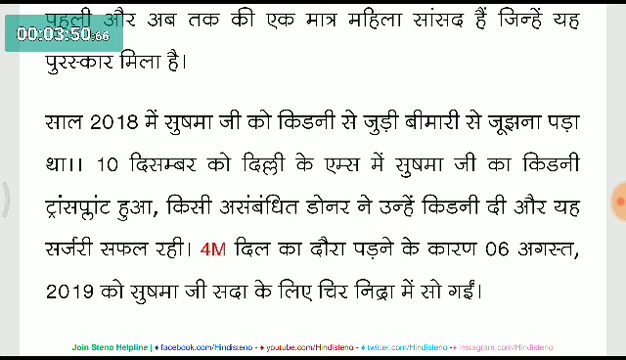 पहली और अब तक की एक मात्र महिला सांसद हैं जिन्हें यह
00:03:50.66
पुरस्कार मिला है।
साल 2018 में सुषमा जी को किडनी से जुड़ी बीमारी से जूझना पड़ा
था।। 10 दिसम्बर को दिल्ली के एम्स में सुषमा जी का किडनी
ट्रांसप्लांट हुआ, किसी असंबंधित डोनर ने उन्हें किडनी दी और यह
सर्जरी सफल रही। 4M दिल का दौरा पड़ने के कारण 06 अगस्त,
2019 को सुषमा जी सदा के लिए चिर निद्रा में सो गईं।
Join Steno Helpline | ♦ facebook.com/Hindisteno - ♦ youtube.com/Hindisteno - ♦ twitter.com/Hindisteno -♦ instagram.com/Hindisteno